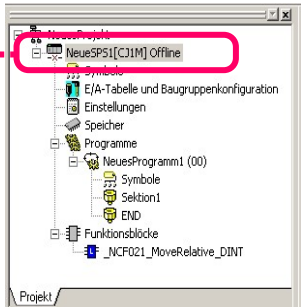 NeuesProjekt
NeueSPS1[CJ1M] Offline
Symbole
E/A-Tabelle und Baugruppenkonfiguration
Einstellungen
Speicher
Programme
NeuesProgramm1 (00)
Symbole
Sektion1
END
Funktionsblöcke
_NCF021_MoveRelative_DINT
Projekt